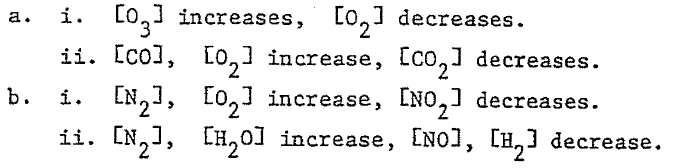 a. i. [O₃] increases, [O₂] decreases.
ii. [CO], [O₂] increase, [CO₂] decreases.
b. i. [N₂], [O₂] increase, [NO₂] decreases.
ii. [N₂], [H₂O] increase, [NO], [H₂] decrease.